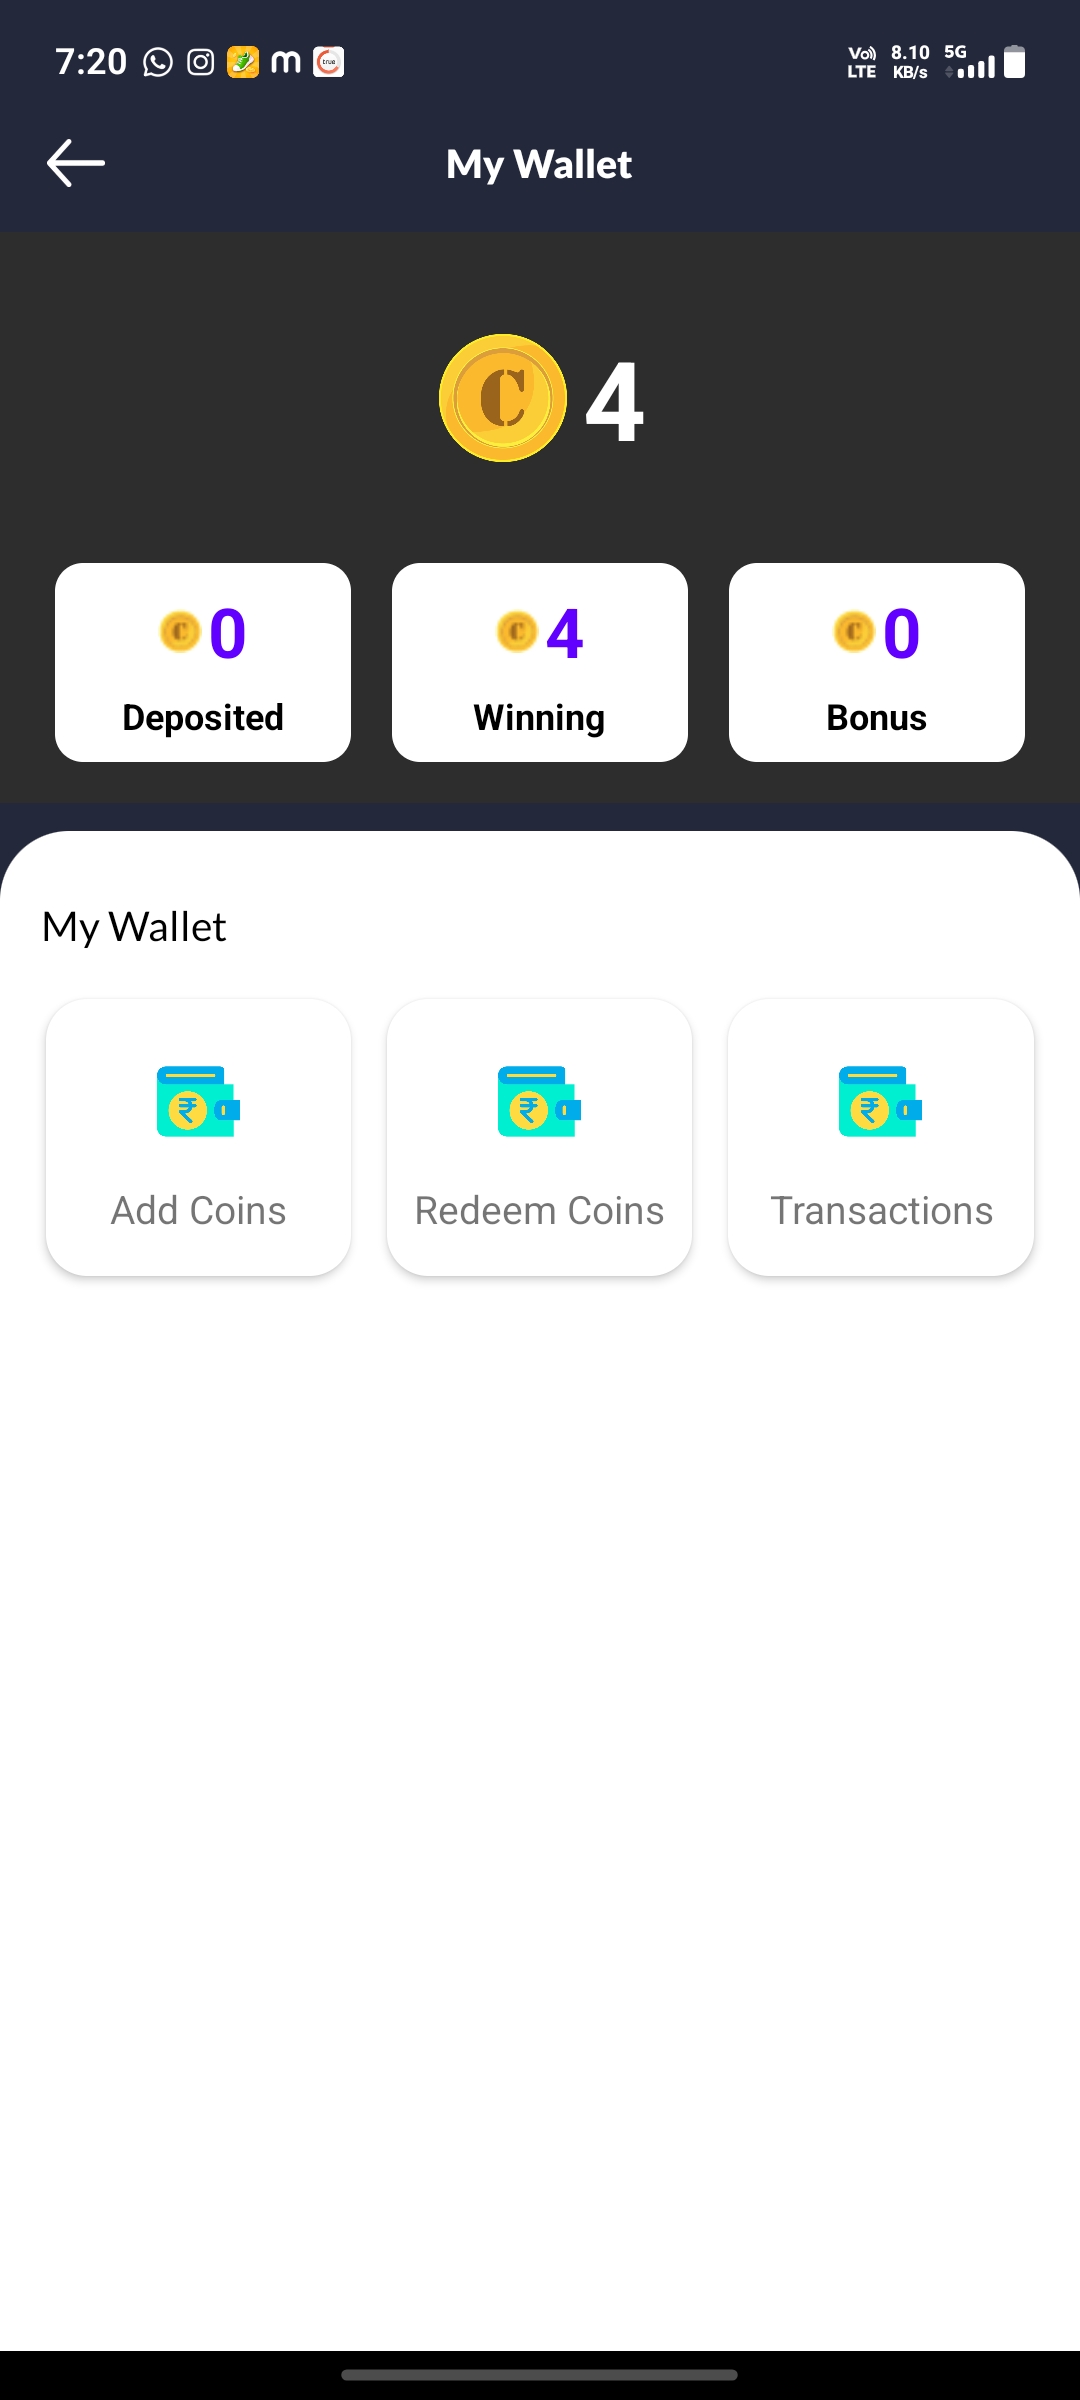 7:20 m true Vo)) LTE 8.10 KB/s 5G
My Wallet
C 4
C 0 C 4 C 0
Deposited Winning Bonus
My Wallet
₹ ₹ ₹
Add Coins Redeem Coins Transactions